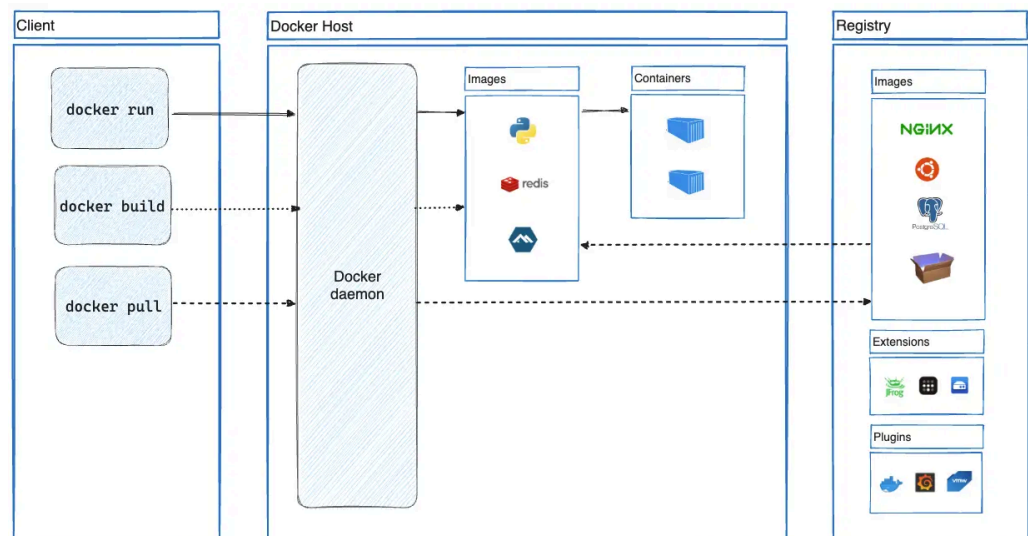 Client
docker run
docker build
docker pull
Docker Host
Docker
daemon
Images
redis
Containers
Registry
Images
NGINX
PostgreSQL
Extensions
JFrog
Plugins
vmw